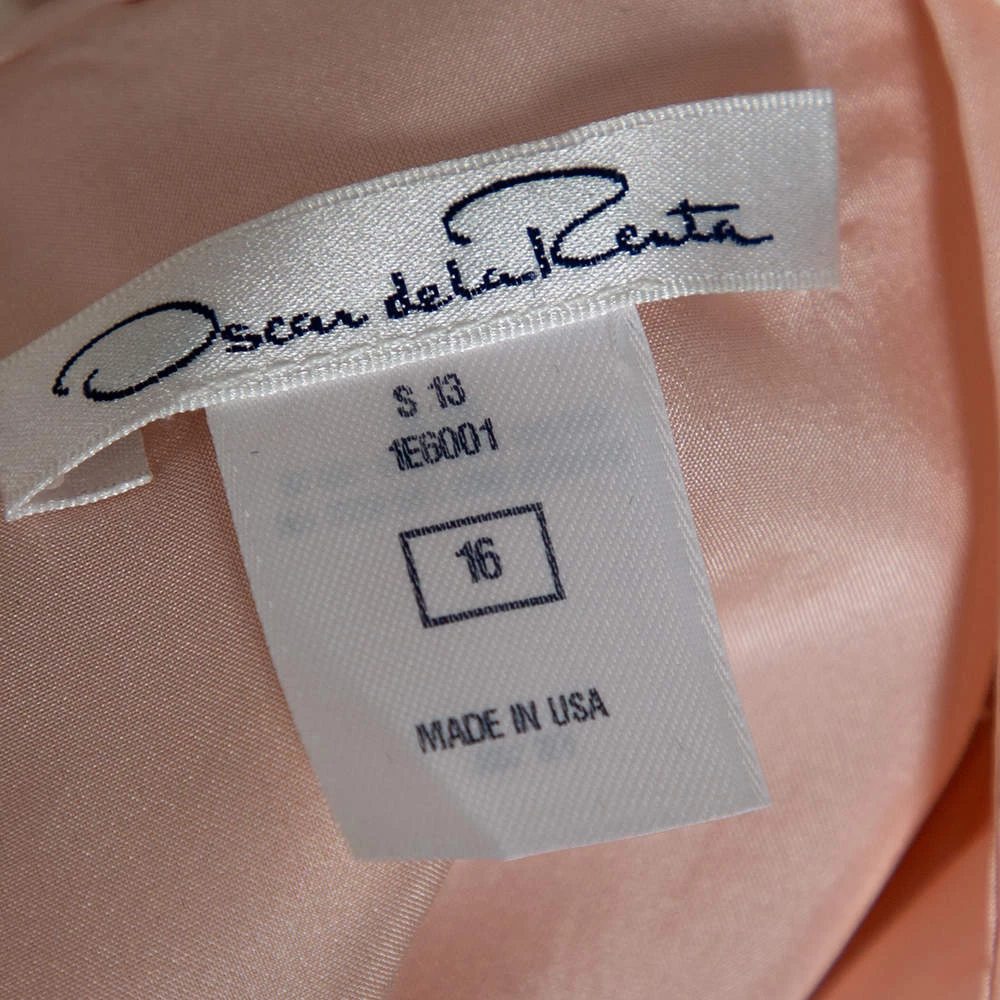 Oscar de la Renta
S 13
1E6001
16
MADE IN USA